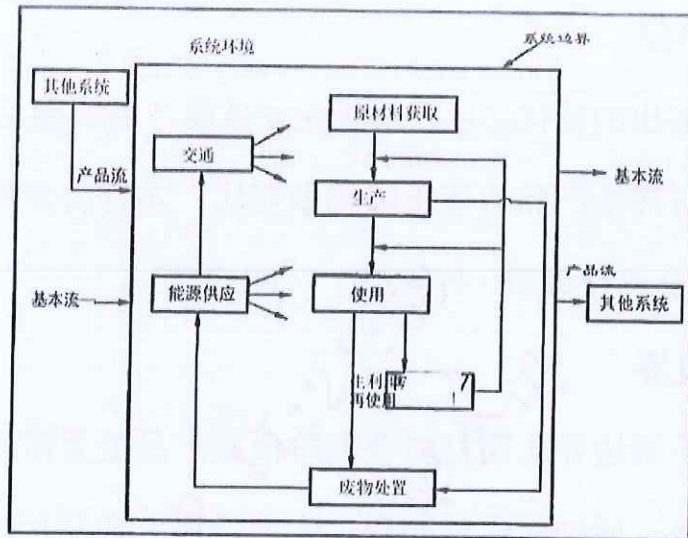 系统环境
系统边界
其他系统
原材料获取
交通
产品流
基本流
生产
产品流
基本流
能源供应
使用
其他系统
生利
再使用
废物处置